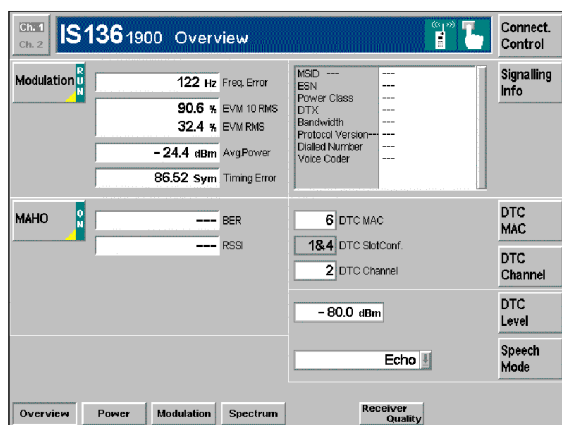 Ch. 1
Ch. 2
IS136 1900 Overview
Connect. Control
Modulation RUN
122 Hz Freq. Error
90.6 % EVM 10 RMS
32.4 % EVM RMS
- 24.4 dBm Avg.Power
86.52 Sym Timing Error
MSID --- ---
ESN ---
Power Class ---
DTX ---
Bandwidth ---
Protocol Version--- ---
Dialled Number ---
Voice Coder ---
Signalling Info
MAHO ON
--- BER
--- RSSI
6 DTC MAC
1&4 DTC SlotConf.
2 DTC Channel
- 80.0 dBm
Echo
DTC MAC
DTC Channel
DTC Level
Speech Mode
Overview
Power
Modulation
Spectrum
Receiver Quality